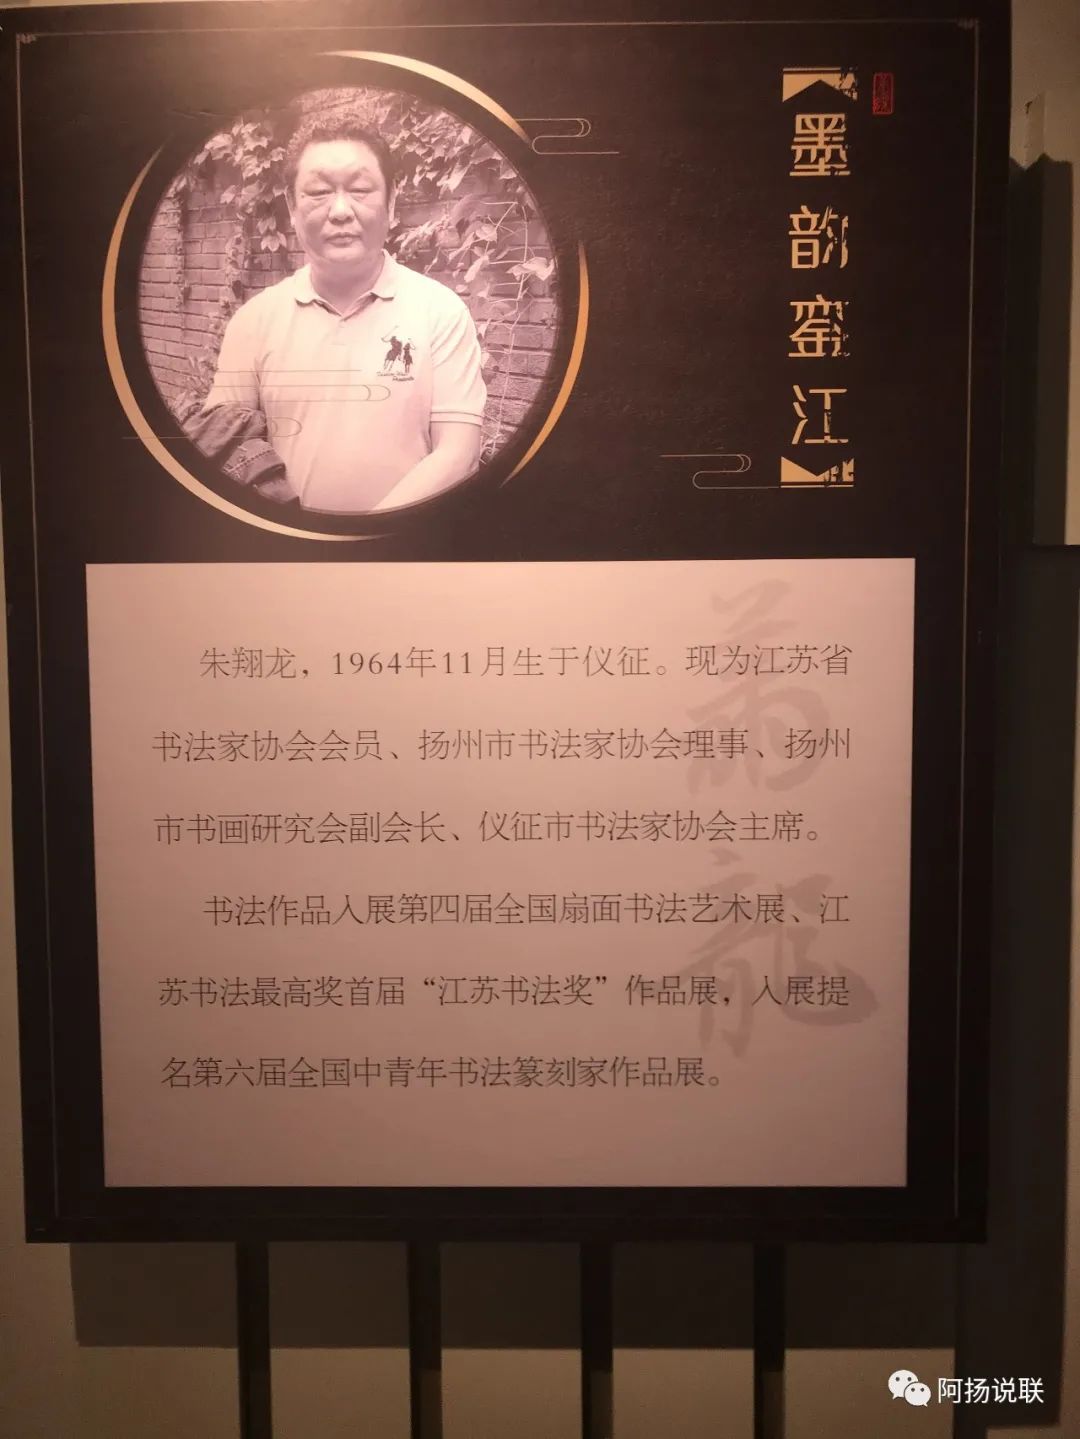 墨韵銮江
朱翔龙，1964年11月生于仪征。现为江苏省
书法家协会会员、扬州市书法家协会理事、扬州
市书画研究会副会长、仪征市书法家协会主席。
书法作品入展第四届全国扇面书法艺术展、江
苏书法最高奖首届“江苏书法奖”作品展，入展提
名第六届全国中青年书法篆刻家作品展。
阿扬说联